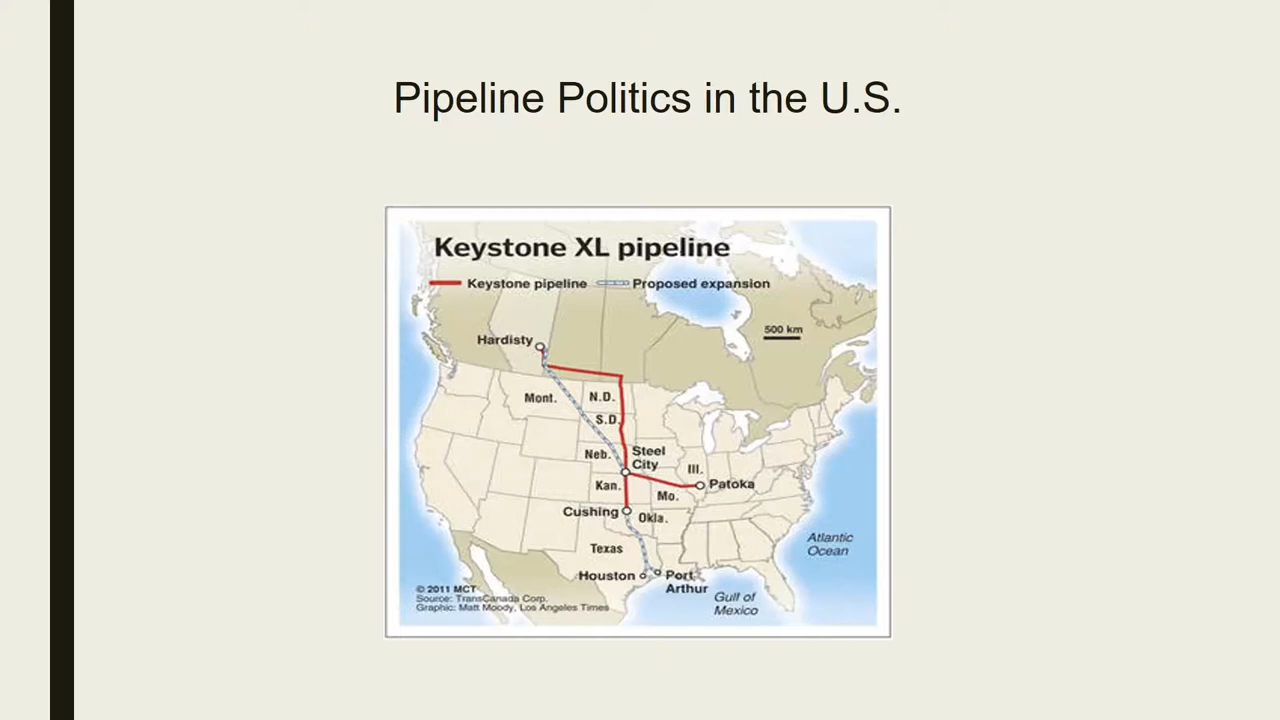 Pipeline Politics in the U.S.
Keystone XL pipeline
Keystone pipeline
Proposed expansion
500 km
Hardisty
Mont.
N.D.
S.D.
Neb.
Steel
City
Ill.
Kan.
Patoka
Mo.
Cushing
Okla.
Texas
Atlantic
Ocean
Houston
Port
Arthur
© 2011 MCT
Source: TransCanada Corp.
Graphic: Matt Moody, Los Angeles Times
Gulf of
Mexico